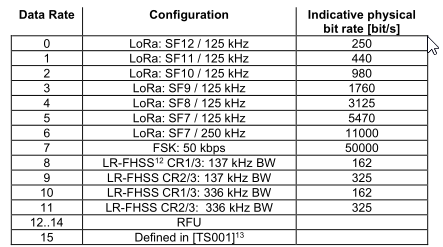 Data Rate Configuration Indicative physical
bit rate [bit/s]
0 LoRa: SF12 / 125 kHz 250
1 LoRa: SF11 / 125 kHz 440
2 LoRa: SF10 / 125 kHz 980
3 LoRa: SF9 / 125 kHz 1760
4 LoRa: SF8 / 125 kHz 3125
5 LoRa: SF7 / 125 kHz 5470
6 LoRa: SF7 / 250 kHz 11000
7 FSK: 50 kbps 50000
8 LR-FHSS¹² CR1/3: 137 kHz BW 162
9 LR-FHSS CR2/3: 137 kHz BW 325
10 LR-FHSS CR1/3: 336 kHz BW 162
11 LR-FHSS CR2/3: 336 kHz BW 325
12..14 RFU
15 Defined in [TS001]¹³